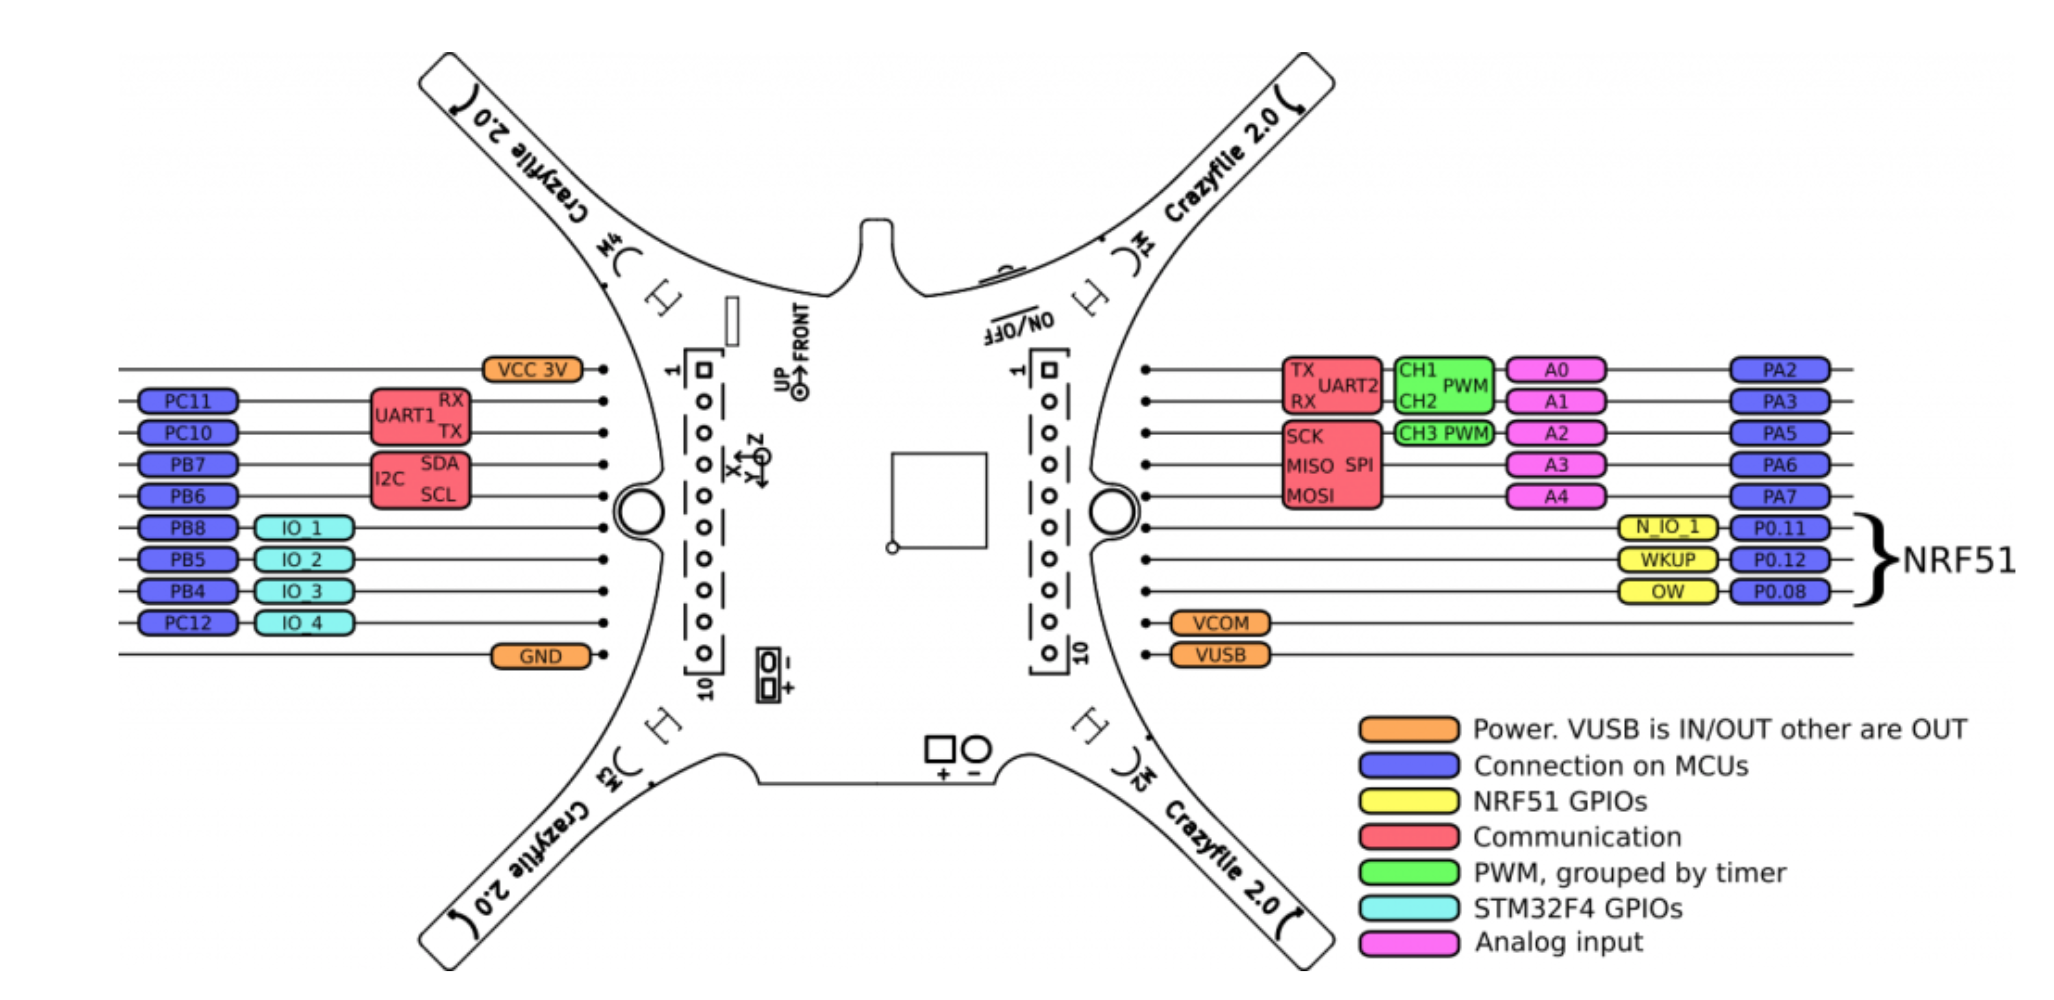 Crazyflie 2.0
Crazyflie 2.0
M4
M1
FRONT
UP
ON/OFF
1
1
VCC 3V
PC11
UART1
RX
PC10
TX
PB7
I2C
SDA
PB6
SCL
PB8 IO_1
PB5 IO_2
PB4 IO_3
PC12 IO_4
GND
Z
X
Y
TX UART2 CH1 PWM A0 PA2
RX CH2 A1 PA3
SCK CH3 PWM A2 PA5
MISO SPI A3 PA6
MOSI A4 PA7
N_IO_1 P0.11
WKUP P0.12
OW P0.08
NRF51
VCOM
VUSB
10
10
-
+
+ -
M3
M2
Crazyflie 2.0
Crazyflie 2.0
Power. VUSB is IN/OUT other are OUT
Connection on MCUs
NRF51 GPIOs
Communication
PWM, grouped by timer
STM32F4 GPIOs
Analog input